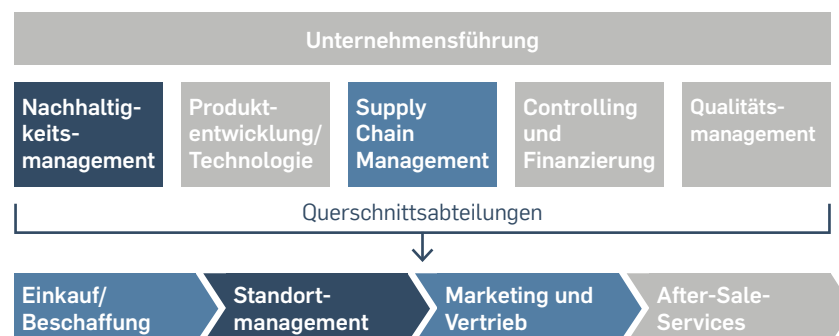 Unternehmensführung
Nachhaltig-
keits-
management
Produkt-
entwicklung/
Technologie
Supply
Chain
Management
Controlling
und
Finanzierung
Qualitäts-
management
Querschnittsabteilungen
Einkauf/
Beschaffung
Standort-
management
Marketing und
Vertrieb
After-Sale-
Services